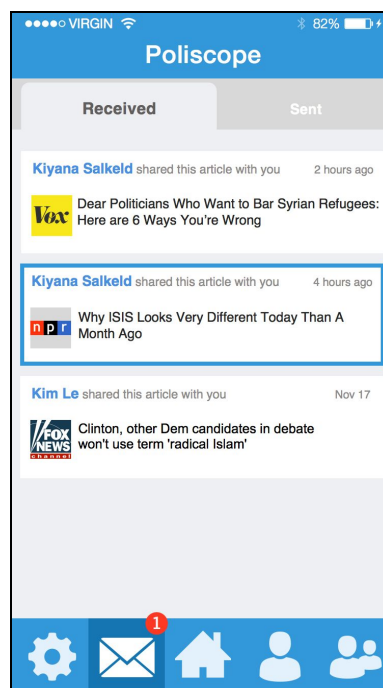 VIRGIN 82%
Poliscope
Received Sent
Kiyana Salkeld shared this article with you 2 hours ago
Vox
Dear Politicians Who Want to Bar Syrian Refugees:
Here are 6 Ways You're Wrong
Kiyana Salkeld shared this article with you 4 hours ago
npr
Why ISIS Looks Very Different Today Than A
Month Ago
Kim Le shared this article with you Nov 17
FOX
NEWS
channel
Clinton, other Dem candidates in debate
won't use term 'radical Islam'
1